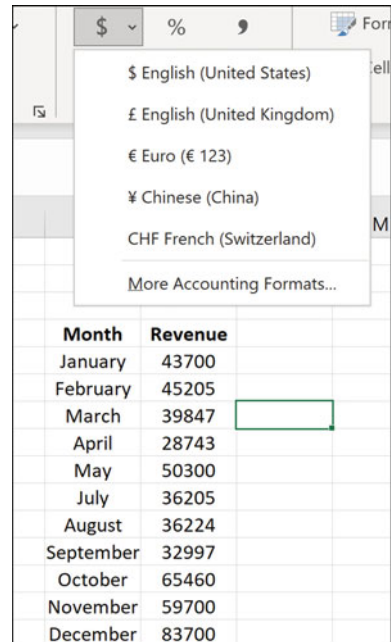 $ % ,
Forn
ell
$ English (United States)
£ English (United Kingdom)
€ Euro (€ 123)
¥ Chinese (China)
CHF French (Switzerland)
More Accounting Formats...
M
Month Revenue
January 43700
February 45205
March 39847
April 28743
May 50300
July 36205
August 36224
September 32997
October 65460
November 59700
December 83700